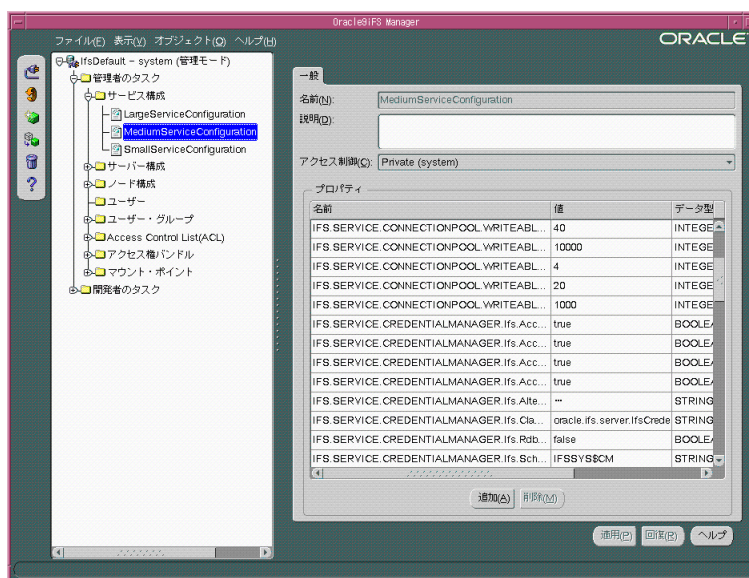 Oracle9iFS Manager
ファイル(F) 表示(V) オブジェクト(O) ヘルプ(H)
ORACLE
IfsDefault - system (管理モード)
管理者のタスク
サービス構成
LargeServiceConfiguration
MediumServiceConfiguration
SmallServiceConfiguration
サーバー構成
ノード構成
ユーザー
ユーザー・グループ
Access Control List(ACL)
アクセス権バンドル
マウント・ポイント
開発者のタスク
一般
名前(N): MediumServiceConfiguration
説明(D):
アクセス制御(C): Private (system)
プロパティ
名前 値 データ型
IFS.SERVICE.CONNECTIONPOOL.WRITEABL... 40 INTEGE
IFS.SERVICE.CONNECTIONPOOL.WRITEABL... 10000 INTEGE
IFS.SERVICE.CONNECTIONPOOL.WRITEABL... 4 INTEGE
IFS.SERVICE.CONNECTIONPOOL.WRITEABL... 20 INTEGE
IFS.SERVICE.CONNECTIONPOOL.WRITEABL... 1000 INTEGE
IFS.SERVICE.CREDENTIALMANAGER.Ifs.Acc... true BOOLEA
IFS.SERVICE.CREDENTIALMANAGER.Ifs.Acc... true BOOLEA
IFS.SERVICE.CREDENTIALMANAGER.Ifs.Acc... true BOOLEA
IFS.SERVICE.CREDENTIALMANAGER.Ifs.Acc... true BOOLEA
IFS.SERVICE.CREDENTIALMANAGER.Ifs.Alte... ... STRING
IFS.SERVICE.CREDENTIALMANAGER.Ifs.Cla... oracle.ifs.server.IfsCrede STRING
IFS.SERVICE.CREDENTIALMANAGER.Ifs.Rdb... false BOOLEA
IFS.SERVICE.CREDENTIALMANAGER.Ifs.Sch... IFSSYS$CM STRING
追加(A) 削除(M)
適用(P) 回復(R) ヘルプ